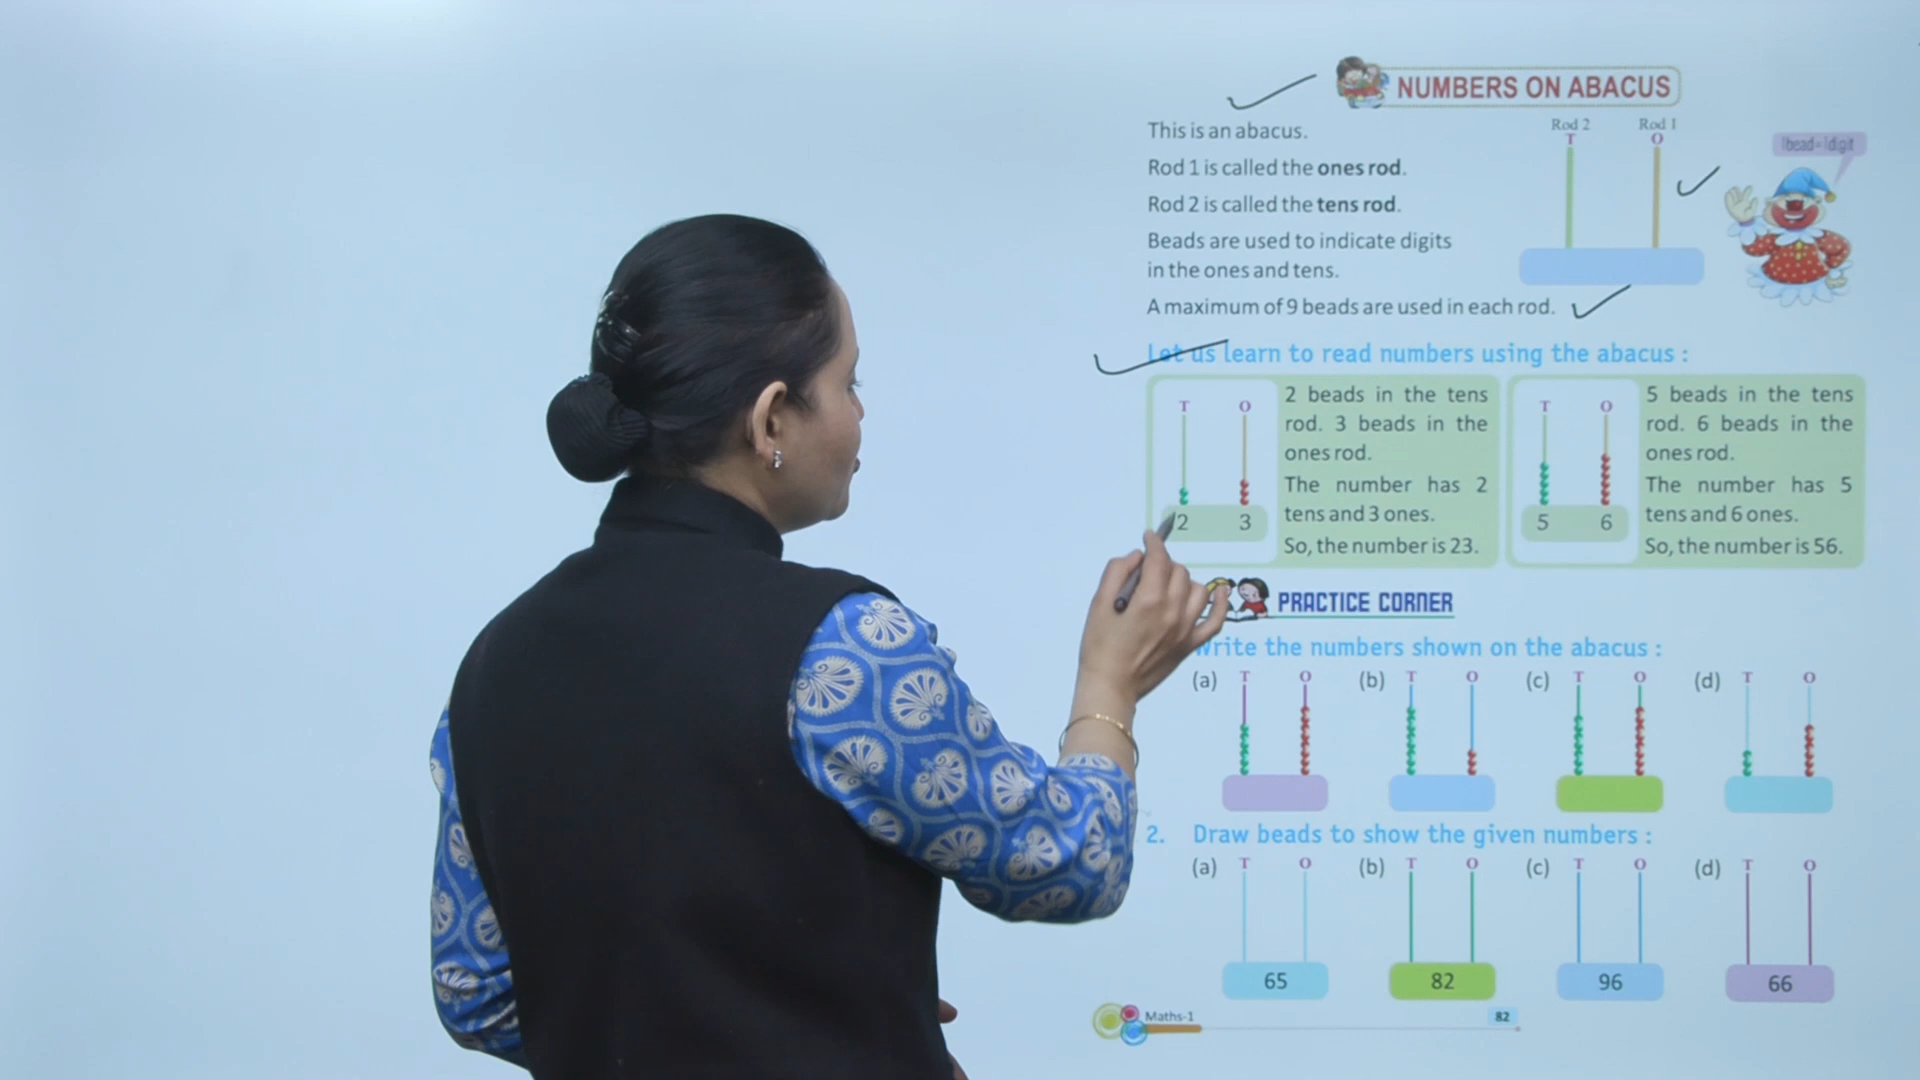 NUMBERS ON ABACUS
This is an abacus.
Rod 1 is called the ones rod.
Rod 2 is called the tens rod.
Beads are used to indicate digits
in the ones and tens.
A maximum of 9 beads are used in each rod.
Rod 2 Rod 1
T O
1bead=1digit
Let us learn to read numbers using the abacus :
T O
2 3
2 beads in the tens
rod. 3 beads in the
ones rod.
The number has 2
tens and 3 ones.
So, the number is 23.
T O
5 6
5 beads in the tens
rod. 6 beads in the
ones rod.
The number has 5
tens and 6 ones.
So, the number is 56.
PRACTICE CORNER
Write the numbers shown on the abacus :
(a) T O (b) T O (c) T O (d) T O
2. Draw beads to show the given numbers :
(a) T O (b) T O (c) T O (d) T O
65 82 96 66
Maths-1 82